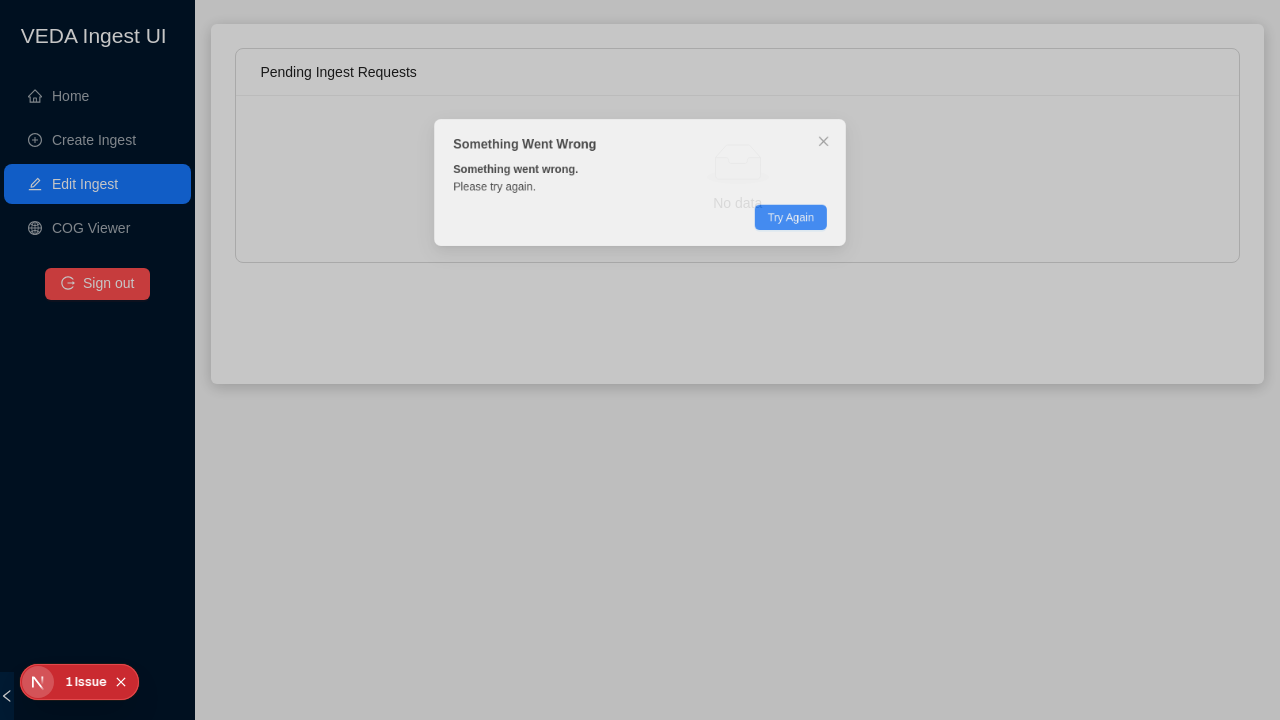 VEDA Ingest UI
Home
Create Ingest
Edit Ingest
COG Viewer
Sign out
Pending Ingest Requests
Something Went Wrong
Something went wrong.
Please try again.
No data
Try Again
1 Issue